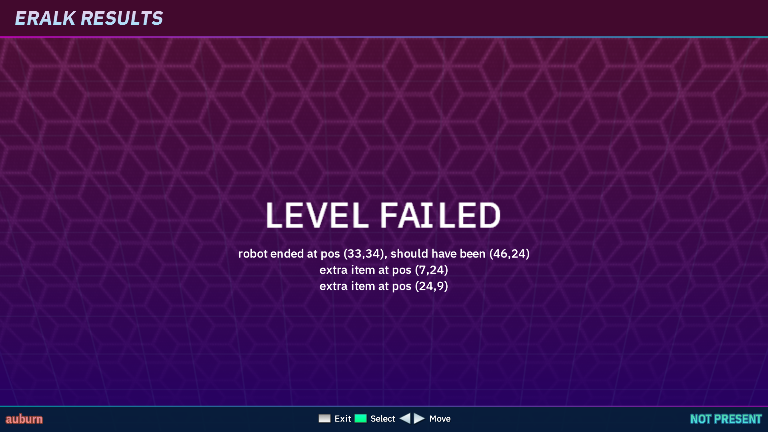 ERALK RESULTS
LEVEL FAILED
robot ended at pos (33,34), should have been (46,24)
extra item at pos (7,24)
extra item at pos (24,9)
auburn
Exit Select Move
NOT PRESENT